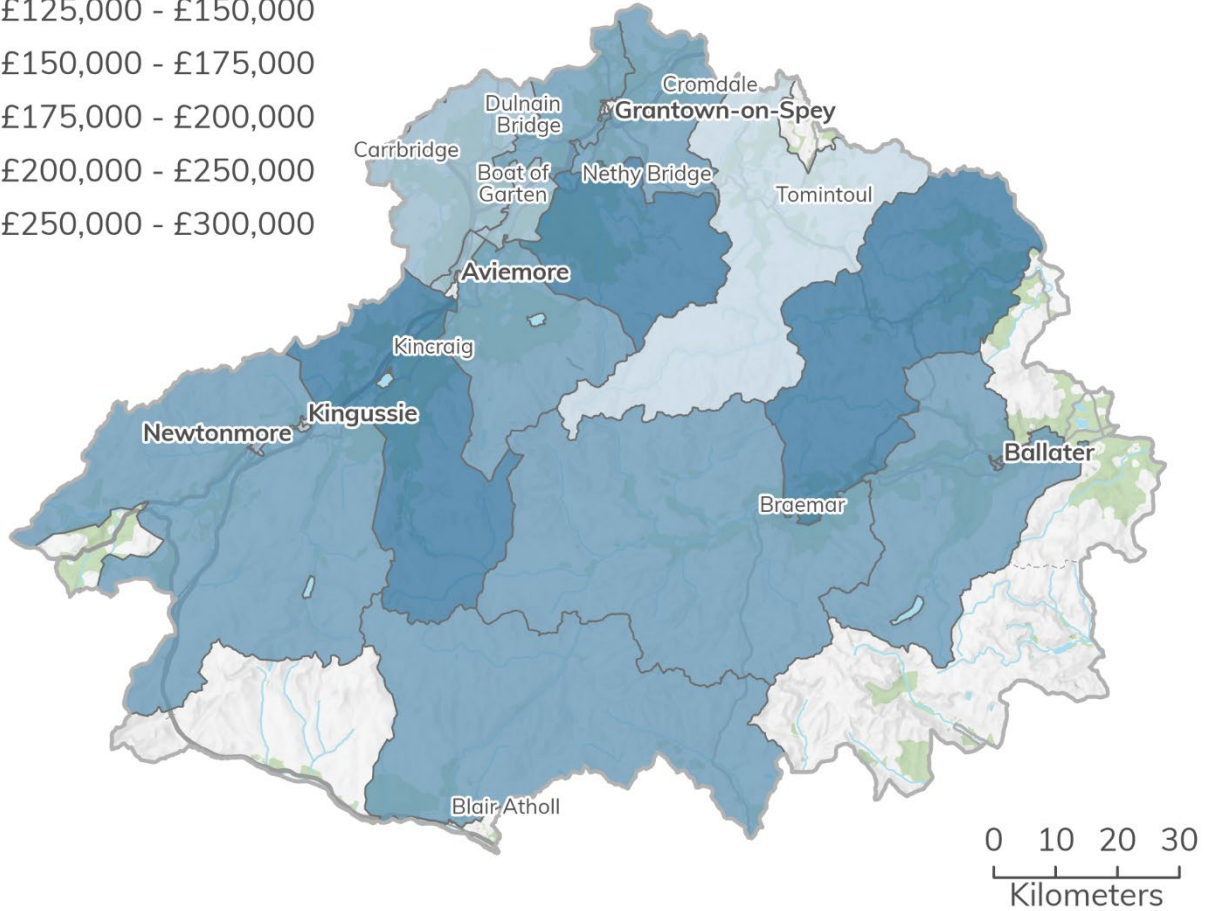 £125,000 - £150,000
£150,000 - £175,000
£175,000 - £200,000
£200,000 - £250,000
£250,000 - £300,000
Cromdale
Grantown-on-Spey
Dulnain
Bridge
Carrbridge
Boat of
Garten
Nethy Bridge
Tomintoul
Aviemore
Kincraig
Kingussie
Newtonmore
Ballater
Braemar
Blair Atholl
0 10 20 30
Kilometers